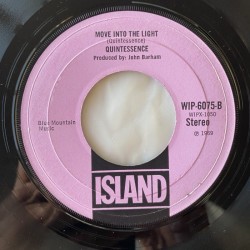 MOVE INTO THE LIGHT
(Quintessence)
QUINTESSENCE
Produced by: John Barham
Blue Mountain
Music
WIP-6075-B
WIPX-1050
Stereo
℗ 1969
ISLAND